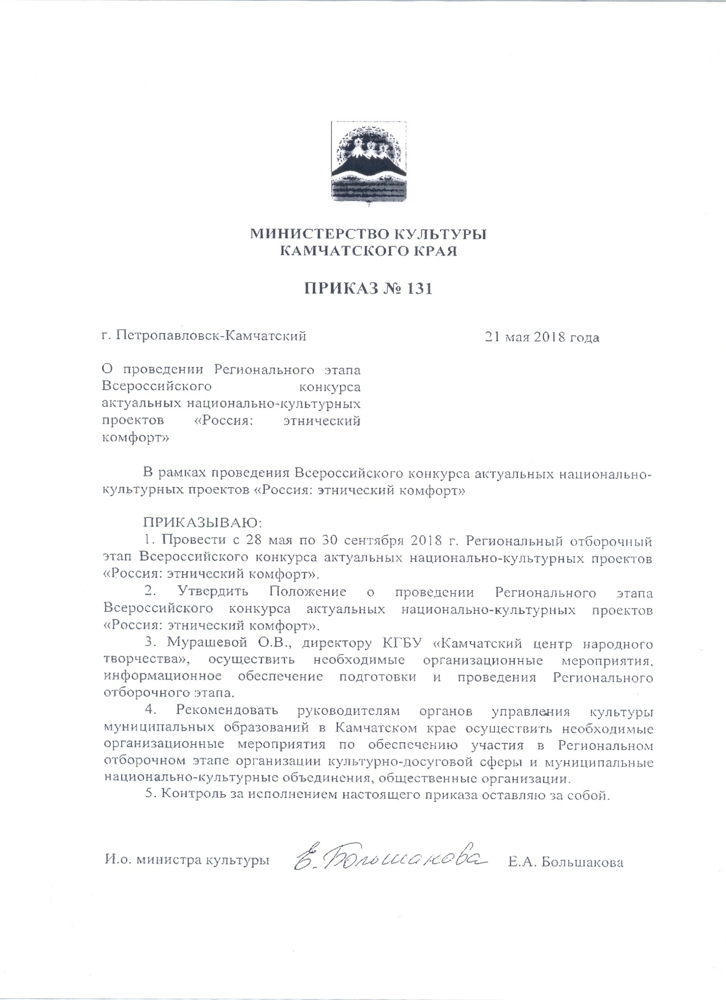 МИНИСТЕРСТВО КУЛЬТУРЫ
КАМЧАТСКОГО КРАЯ
ПРИКАЗ № 131
г. Петропавловск-Камчатский 21 мая 2018 года
О проведении Регионального этапа
Всероссийского конкурса
актуальных национально-культурных
проектов «Россия: этнический
комфорт»
В рамках проведения Всероссийского конкурса актуальных национально-
культурных проектов «Россия: этнический комфорт»
ПРИКАЗЫВАЮ:
1. Провести с 28 мая по 30 сентября 2018 г. Региональный отборочный
этап Всероссийского конкурса актуальных национально-культурных проектов
«Россия: этнический комфорт».
2. Утвердить Положение о проведении Регионального этапа
Всероссийского конкурса актуальных национально-культурных проектов
«Россия: этнический комфорт».
3. Мурашевой О.В., директору КГБУ «Камчатский центр народного
творчества», осуществить необходимые организационные мероприятия,
информационное обеспечение подготовки и проведения Регионального
отборочного этапа.
4. Рекомендовать руководителям органов управления культуры
муниципальных образований в Камчатском крае осуществить необходимые
организационные мероприятия по обеспечению участия в Региональном
отборочном этапе организации культурно-досуговой сферы и муниципальные
национально-культурные объединения, общественные организации.
5. Контроль за исполнением настоящего приказа оставляю за собой.
И.о. министра культуры Е. Большакова Е.А. Большакова